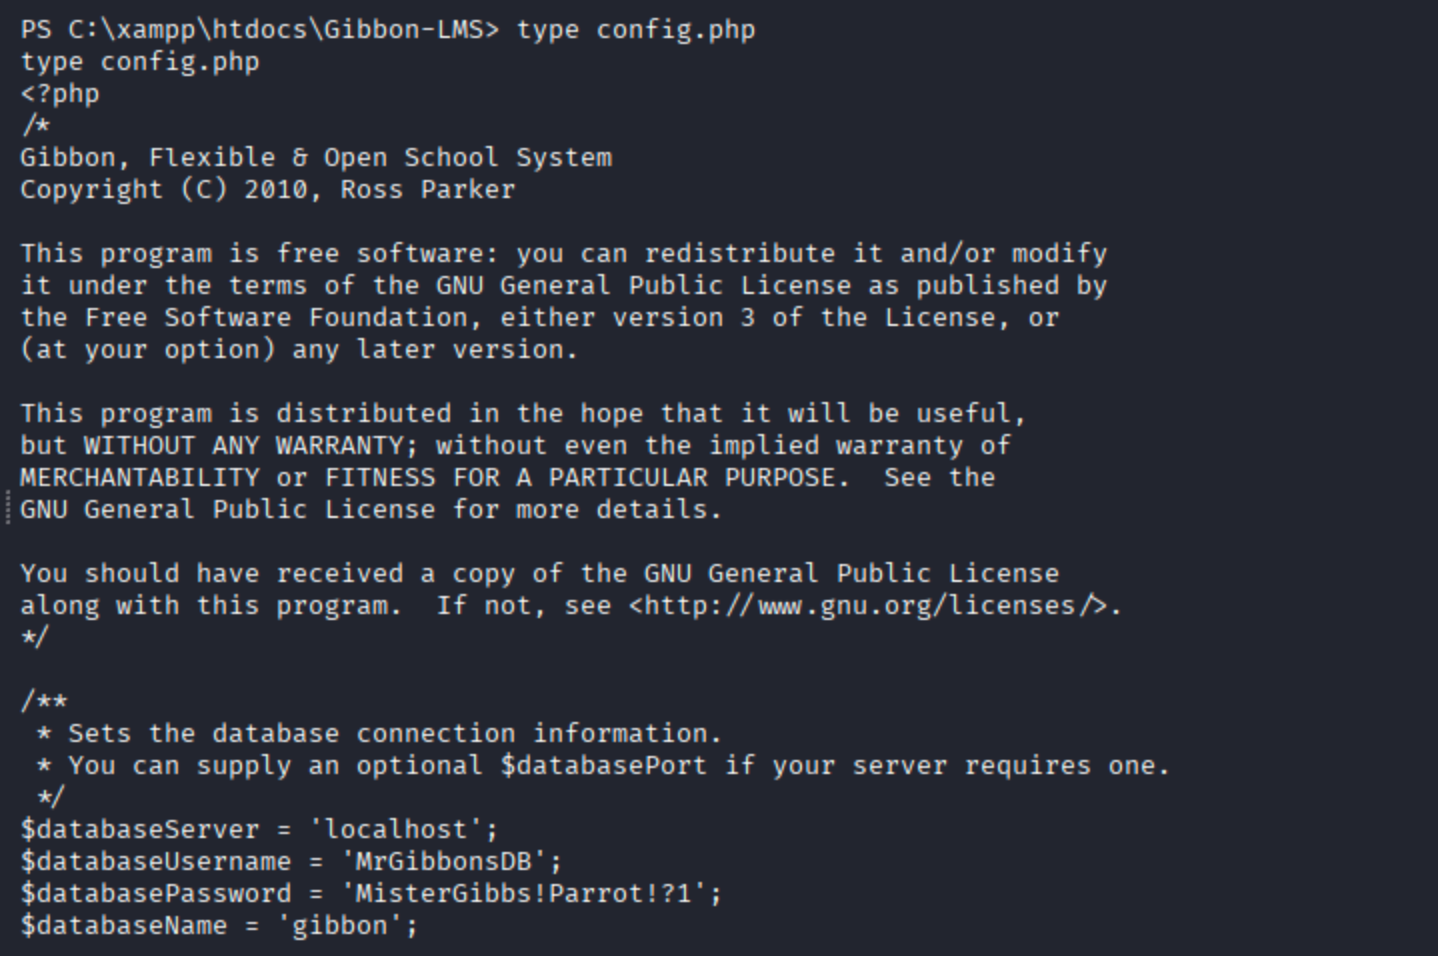 PS C:\xampp\htdocs\Gibbon-LMS> type config.php
type config.php
<?php
/*
Gibbon, Flexible & Open School System
Copyright (C) 2010, Ross Parker

This program is free software: you can redistribute it and/or modify
it under the terms of the GNU General Public License as published by
the Free Software Foundation, either version 3 of the License, or
(at your option) any later version.

This program is distributed in the hope that it will be useful,
but WITHOUT ANY WARRANTY; without even the implied warranty of
MERCHANTABILITY or FITNESS FOR A PARTICULAR PURPOSE.  See the
GNU General Public License for more details.

You should have received a copy of the GNU General Public License
along with this program.  If not, see <http://www.gnu.org/licenses/>.
*/

/**
 * Sets the database connection information.
 * You can supply an optional $databasePort if your server requires one.
 */
$databaseServer = 'localhost';
$databaseUsername = 'MrGibbonsDB';
$databasePassword = 'MisterGibbs!Parrot!?1';
$databaseName = 'gibbon';